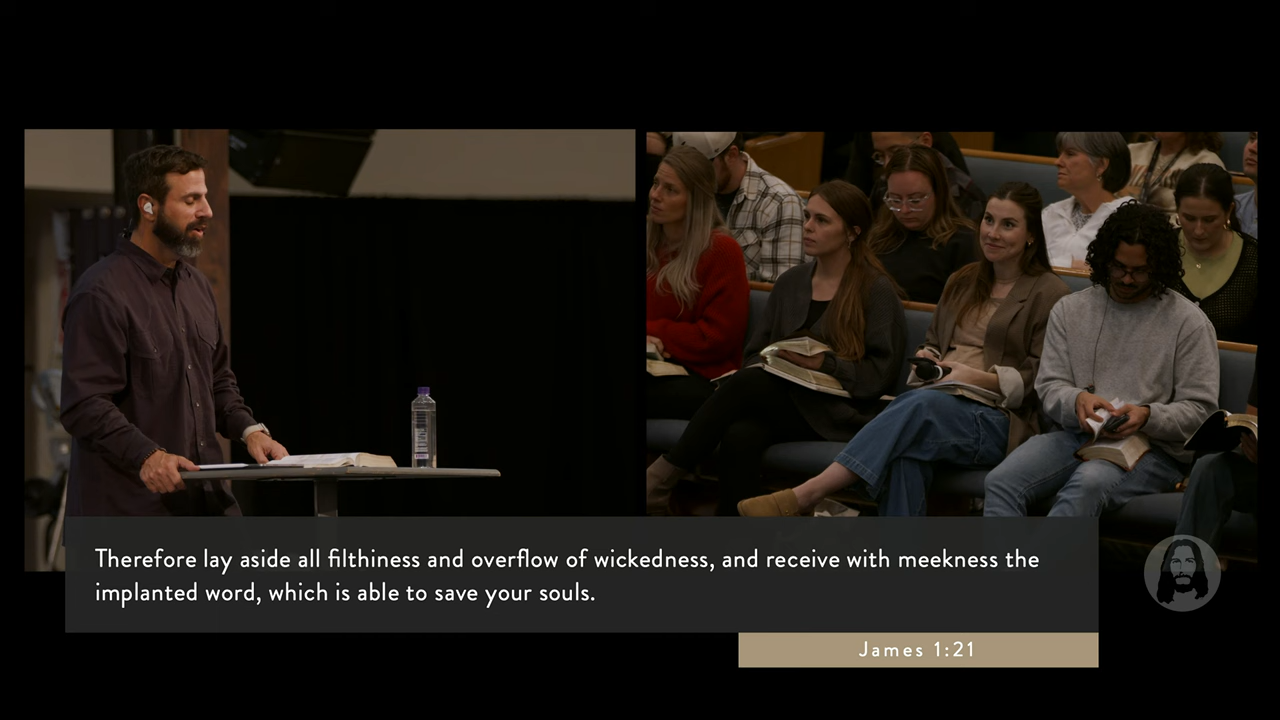 Therefore lay aside all filthiness and overflow of wickedness, and receive with meekness the
implanted word, which is able to save your souls.
James 1:21